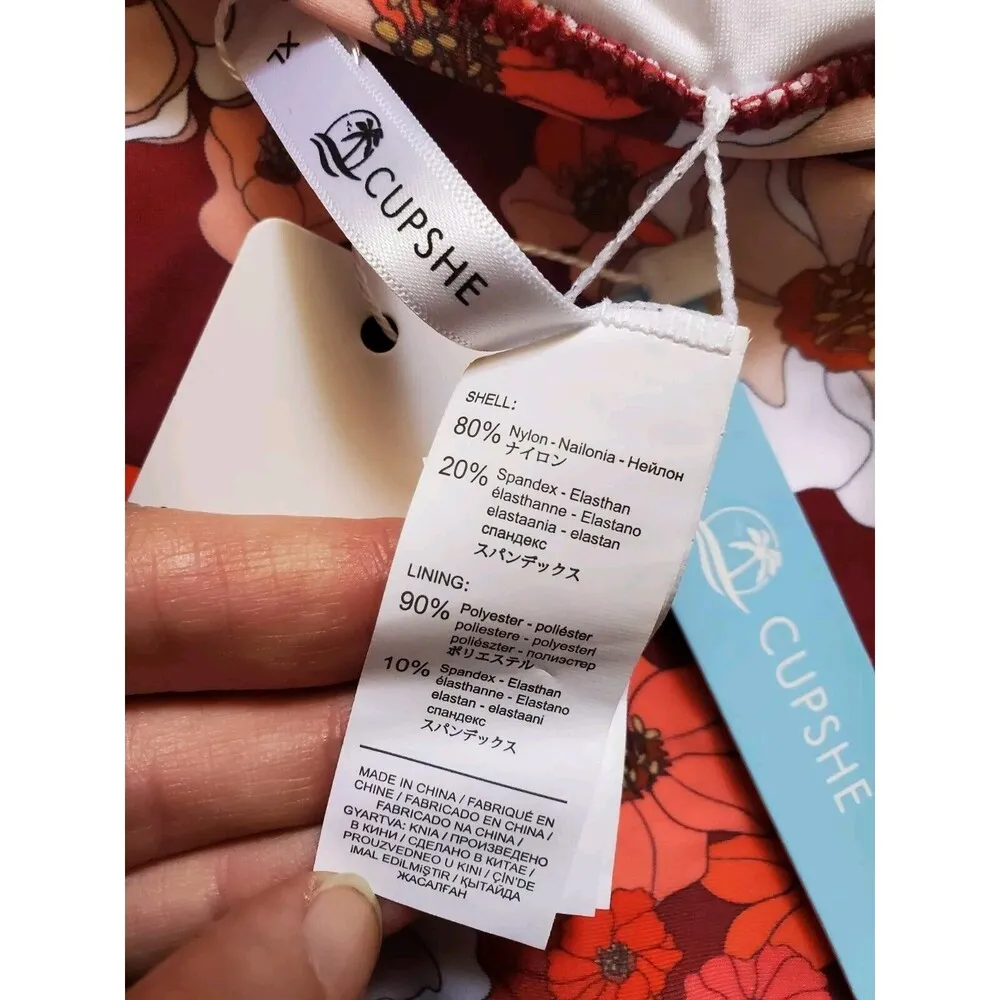 XL
CUPSHE
SHELL:
80% Nylon - Nailonia - Нейлон
ナイロン
20% Spandex - Elasthan
élasthanne - Elastano
elastaania - elastan
спандекс
スパンデックス
LINING:
90% Polyester - poliéster
poliestere - polyesterl
poliészter - полиэстер
ポリエステル
10% Spandex - Elasthan
élasthanne - Elastano
elastan - elastaani
спандекс
スパンデックス
MADE IN CHINA / FABRIQUÉ EN
CHINE / FABRICADO EN CHINA /
FABRICADO NA CHINA /
GYARTVA: KNIA / ПРОИЗВЕДЕНО
В КИНИ / СДЕЛАНО В КИТАЕ /
PROUZVEDNEO U KINI / ÇİN'DE
IMAL EDILMIŞTIR / ҚЫТАЙДА
ЖАСАЛҒАН
CUPSHE